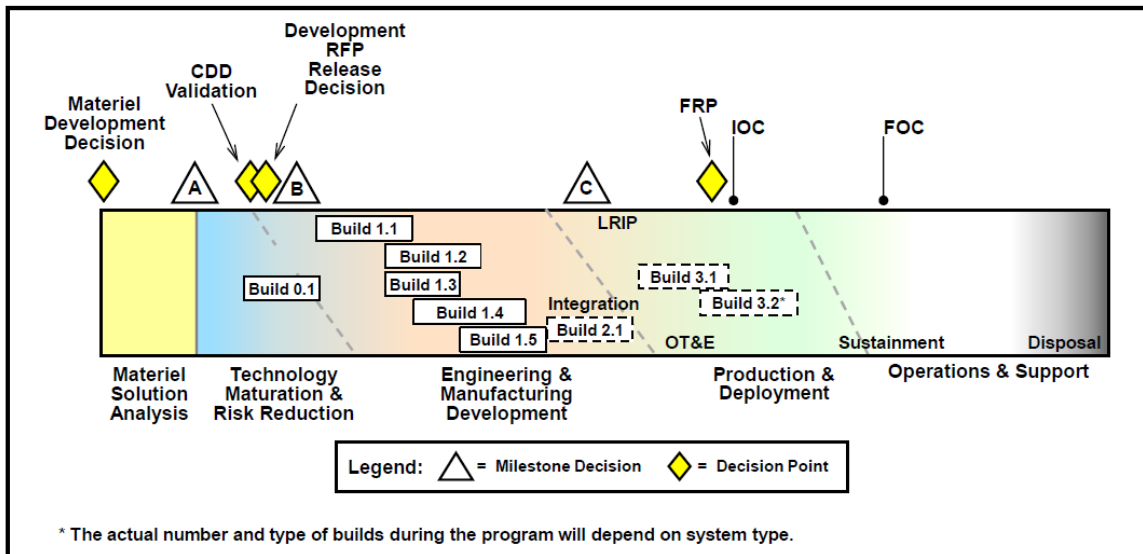 Materiel
Development
Decision
CDD
Validation
Development
RFP
Release
Decision
FRP
IOC
FOC
A
B
C
LRIP
Build 1.1
Build 1.2
Build 0.1
Build 1.3
Build 3.1
Build 3.2*
Integration
Build 1.4
Build 2.1
Build 1.5
OT&E
Sustainment
Disposal
Materiel
Solution
Analysis
Technology
Maturation &
Risk Reduction
Engineering &
Manufacturing
Development
Production &
Deployment
Operations & Support
Legend: = Milestone Decision = Decision Point
* The actual number and type of builds during the program will depend on system type.